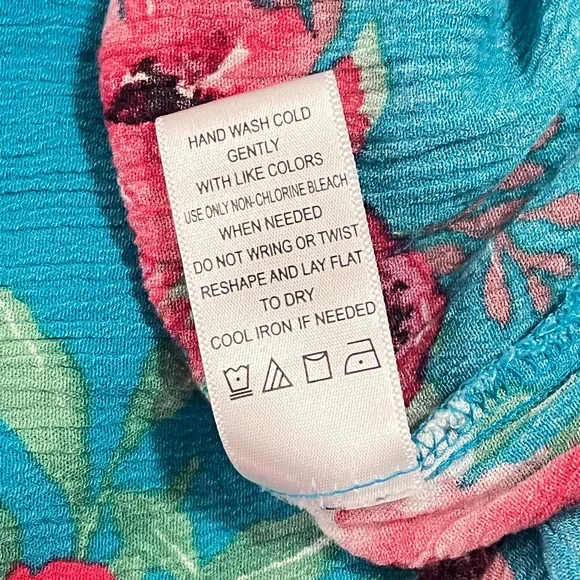 HAND WASH COLD
GENTLY
WITH LIKE COLORS
USE ONLY NON-CHLORINE BLEACH
WHEN NEEDED
DO NOT WRING OR TWIST
RESHAPE AND LAY FLAT
TO DRY
COOL IRON IF NEEDED